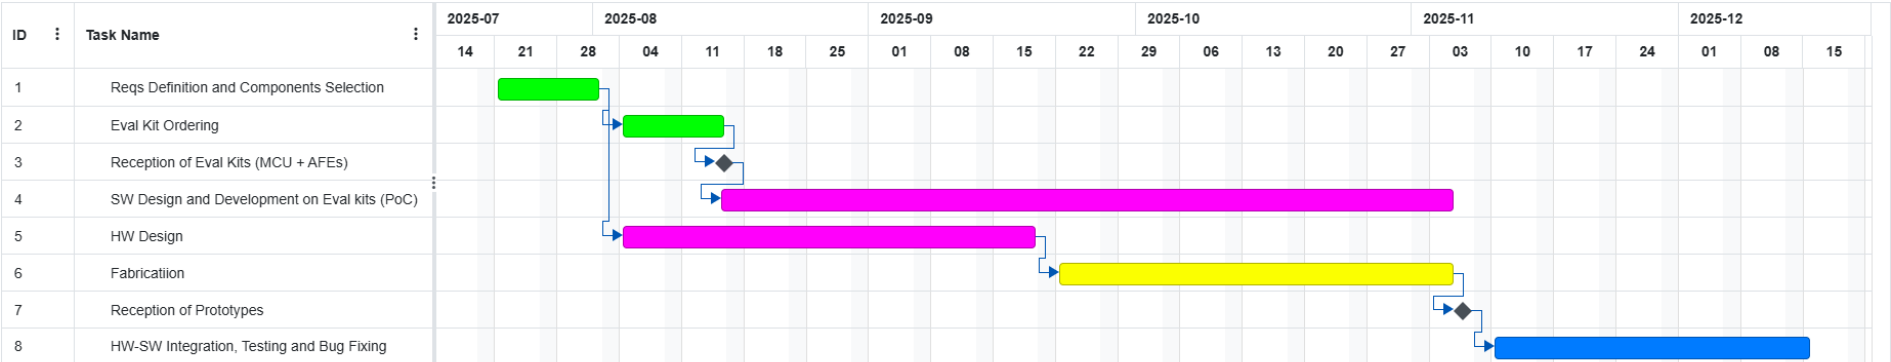 ID Task Name 2025-07 2025-08 2025-09 2025-10 2025-11 2025-12
14 21 28 04 11 18 25 01 08 15 22 29 06 13 20 27 03 10 17 24 01 08 15
1 Reqs Definition and Components Selection
2 Eval Kit Ordering
3 Reception of Eval Kits (MCU + AFEs)
4 SW Design and Development on Eval kits (PoC)
5 HW Design
6 Fabricatiion
7 Reception of Prototypes
8 HW-SW Integration, Testing and Bug Fixing